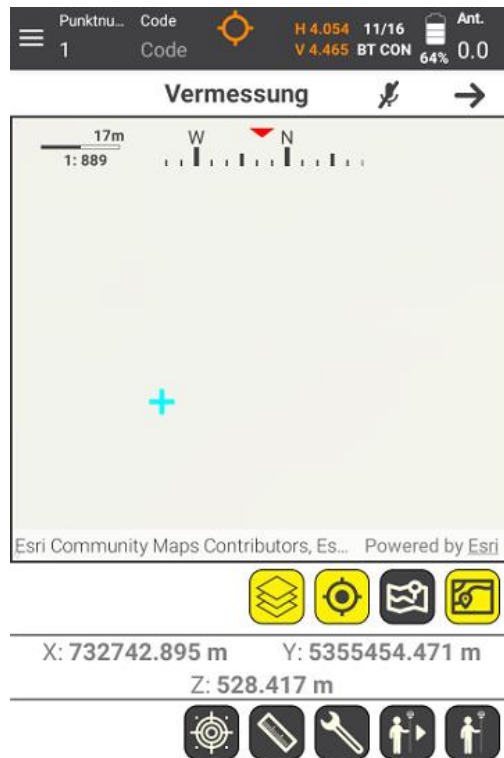 Punktnu... Code H 4.054 11/16 Ant.
1 Code V 4.465 BT CON 64% 0.0
Vermessung
17m W N
1: 889
Esri Community Maps Contributors, Es... Powered by Esri
X: 732742.895 m Y: 5355454.471 m
Z: 528.417 m